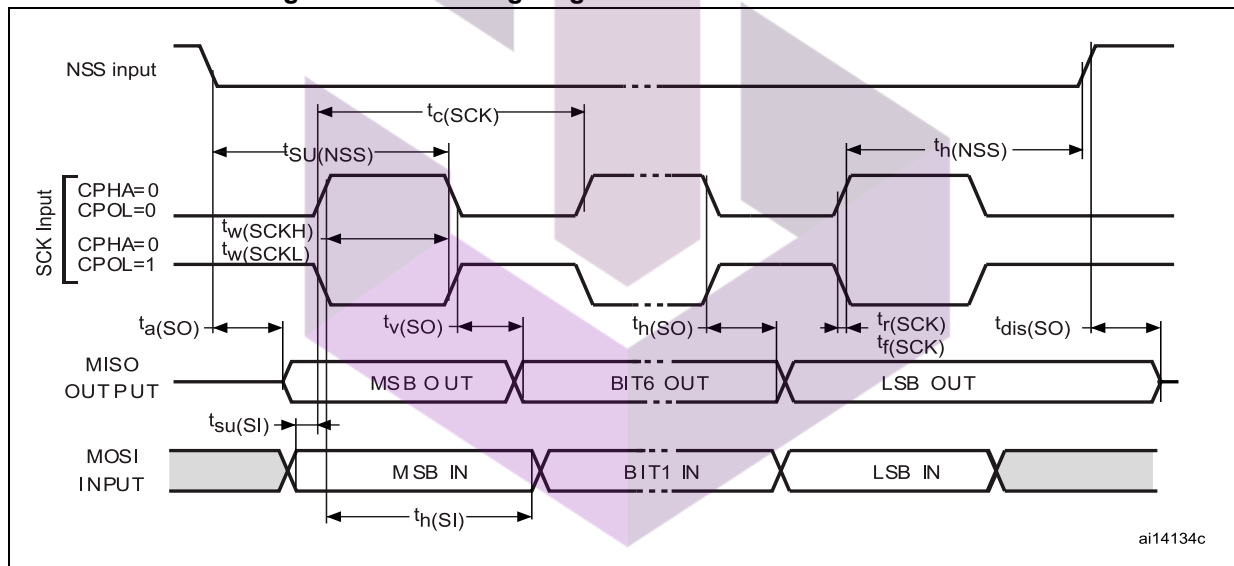 NSS input
tc(SCK)
tSU(NSS)
th(NSS)
SCK Input
CPHA=0
CPOL=0
CPHA=0
CPOL=1
tw(SCKH)
tw(SCKL)
ta(SO)
tv(SO)
th(SO)
tr(SCK)
tf(SCK)
tdis(SO)
MISO
OUTPUT
MSB OUT
BIT6 OUT
LSB OUT
tsu(SI)
MOSI
INPUT
MSB IN
BIT1 IN
LSB IN
th(SI)
ai14134c